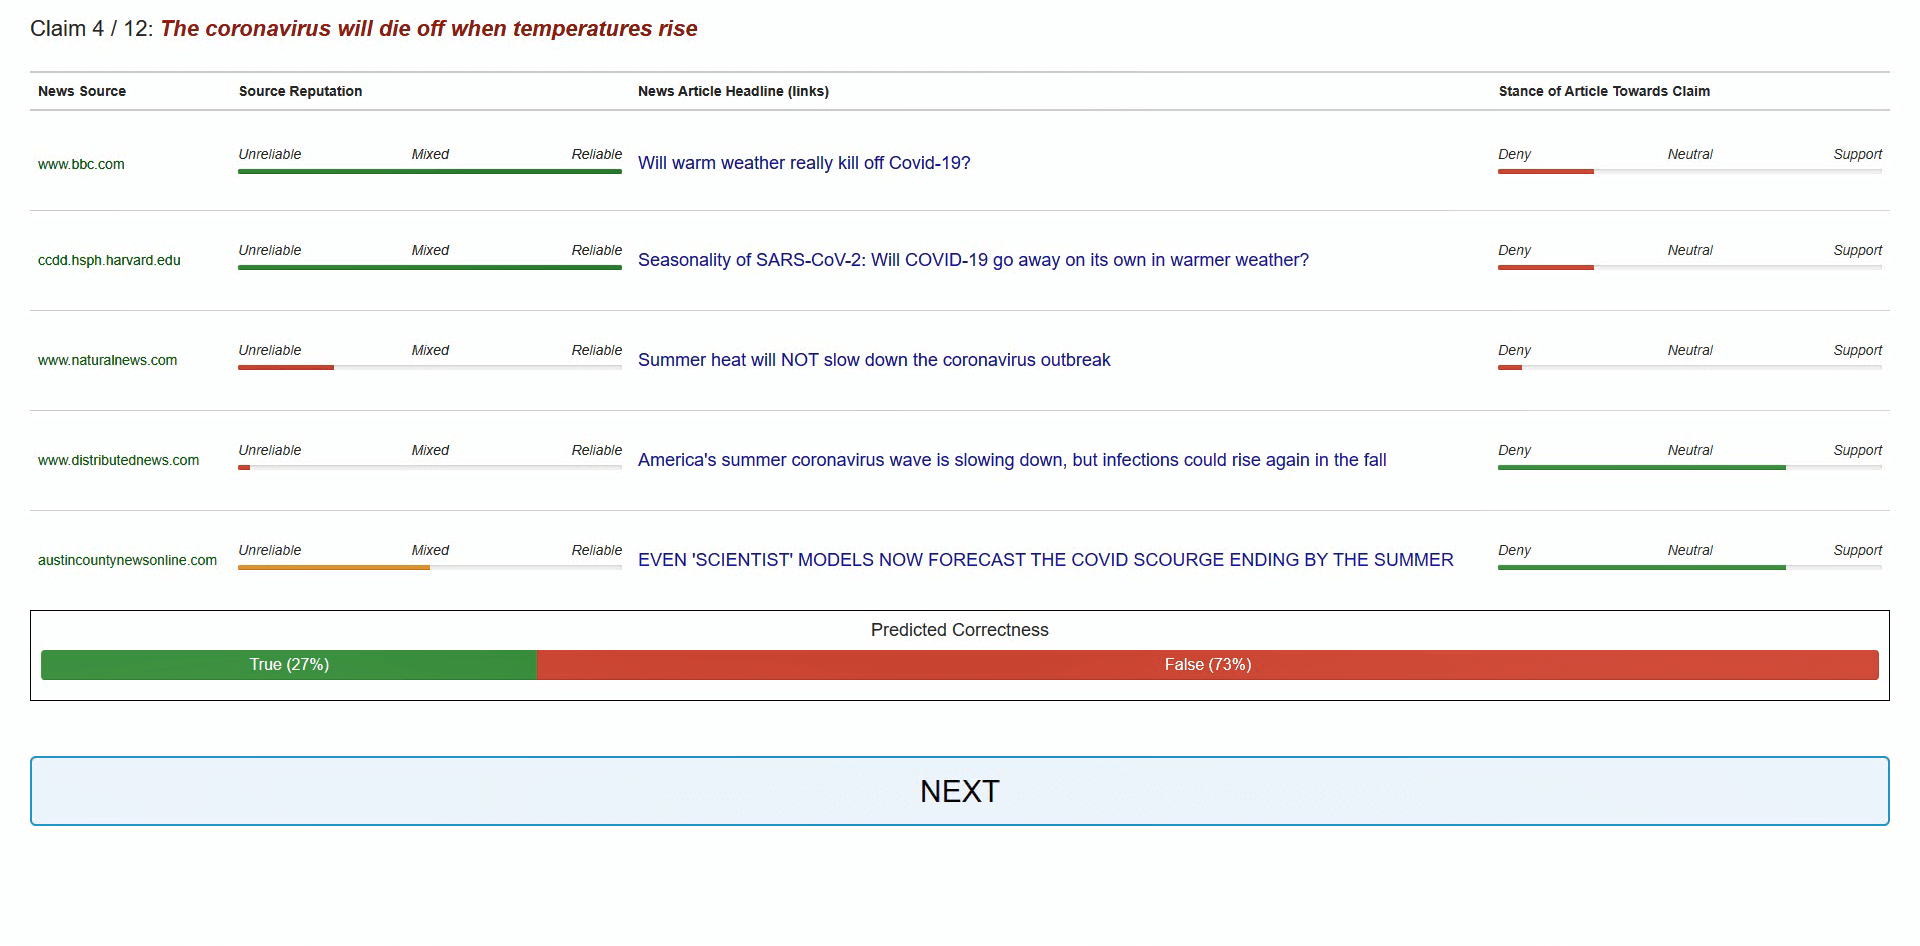 Claim 4 / 12: The coronavirus will die off when temperatures rise
News Source Source Reputation News Article Headline (links) Stance of Article Towards Claim
Unreliable Mixed Reliable Deny Neutral Support
www.bbc.com Will warm weather really kill off Covid-19?
Unreliable Mixed Reliable Deny Neutral Support
ccdd.hsph.harvard.edu Seasonality of SARS-CoV-2: Will COVID-19 go away on its own in warmer weather?
Unreliable Mixed Reliable Deny Neutral Support
www.naturalnews.com Summer heat will NOT slow down the coronavirus outbreak
Unreliable Mixed Reliable Deny Neutral Support
www.distributednews.com America's summer coronavirus wave is slowing down, but infections could rise again in the fall
Unreliable Mixed Reliable Deny Neutral Support
austincountynewsonline.com EVEN 'SCIENTIST' MODELS NOW FORECAST THE COVID SCOURGE ENDING BY THE SUMMER
Predicted Correctness
True (27%) False (73%)
NEXT